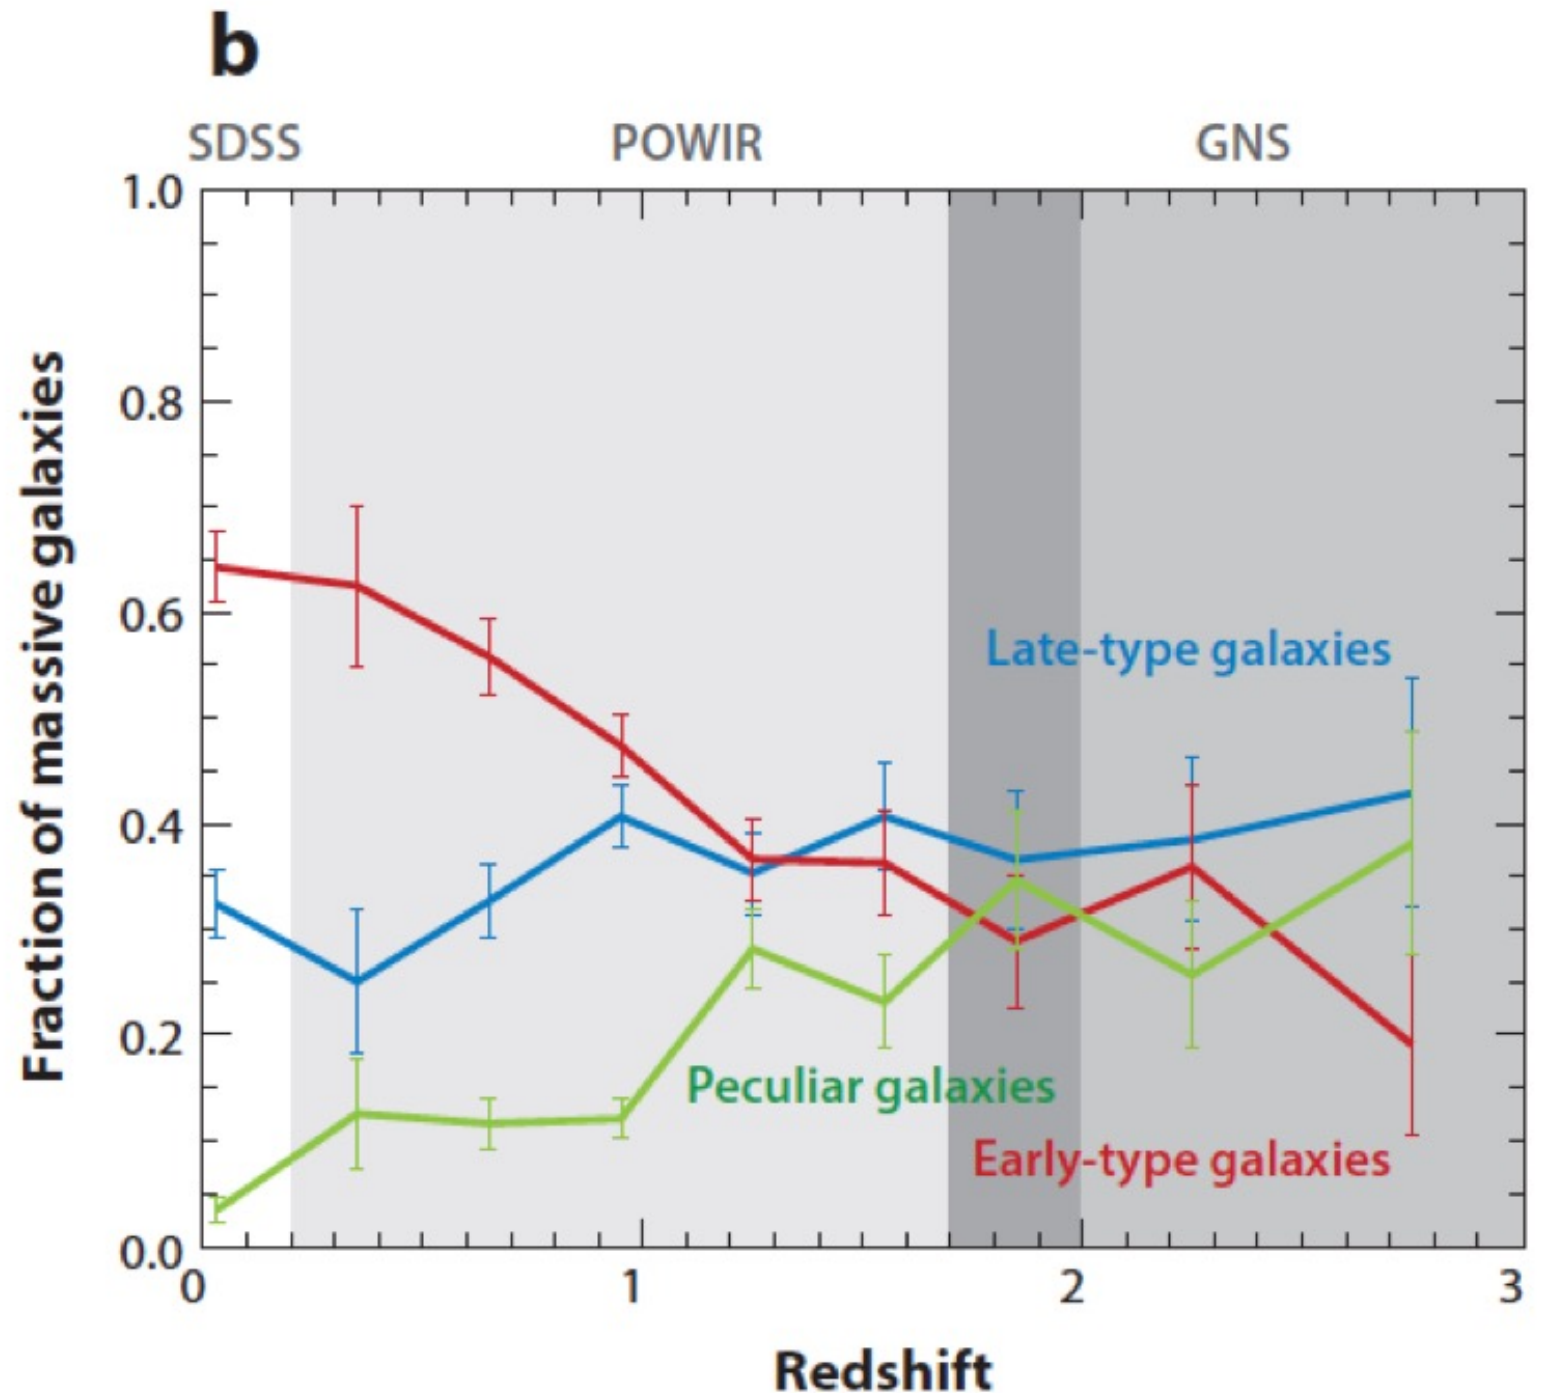 b
SDSS POWIR GNS
1.0
0.8
0.6
0.4
0.2
0.0
Fraction of massive galaxies
Late-type galaxies
Peculiar galaxies
Early-type galaxies
0 1 2 3
Redshift